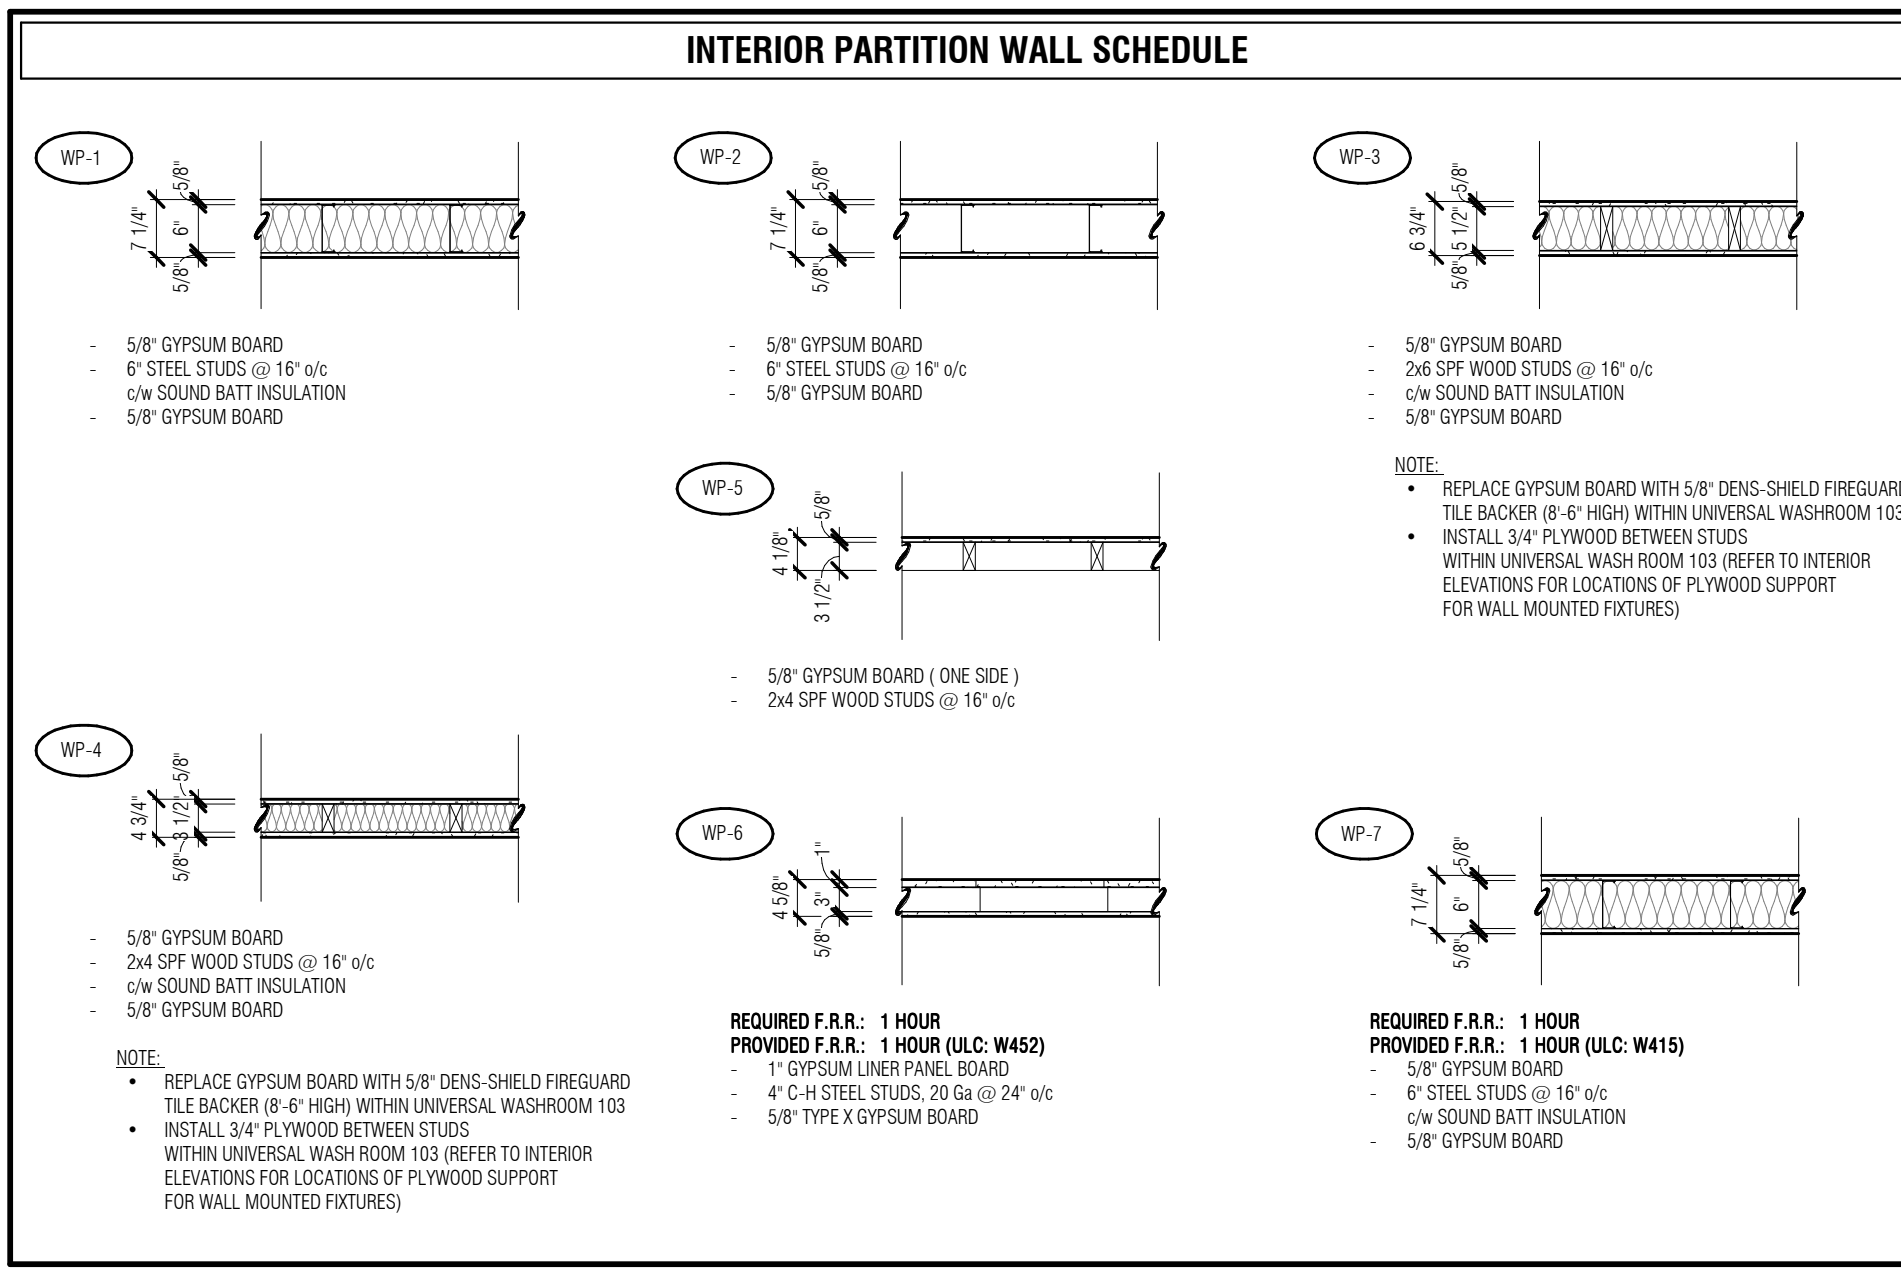 INTERIOR PARTITION WALL SCHEDULE
WP-1
5/8"
7 1/4"
6"
5/8"
- 5/8" GYPSUM BOARD
- 6" STEEL STUDS @ 16" o/c
c/w SOUND BATT INSULATION
- 5/8" GYPSUM BOARD
WP-2
5/8"
7 1/4"
6"
5/8"
- 5/8" GYPSUM BOARD
- 6" STEEL STUDS @ 16" o/c
- 5/8" GYPSUM BOARD
WP-3
5/8"
6 3/4"
5 1/2"
5/8"
- 5/8" GYPSUM BOARD
- 2x6 SPF WOOD STUDS @ 16" o/c
- c/w SOUND BATT INSULATION
- 5/8" GYPSUM BOARD
NOTE:
• REPLACE GYPSUM BOARD WITH 5/8" DENS-SHIELD FIREGUARD
TILE BACKER (8'-6" HIGH) WITHIN UNIVERSAL WASHROOM 103
• INSTALL 3/4" PLYWOOD BETWEEN STUDS
WITHIN UNIVERSAL WASH ROOM 103 (REFER TO INTERIOR
ELEVATIONS FOR LOCATIONS OF PLYWOOD SUPPORT
FOR WALL MOUNTED FIXTURES)
WP-5
5/8"
4 1/8"
3 1/2"
- 5/8" GYPSUM BOARD ( ONE SIDE )
- 2x4 SPF WOOD STUDS @ 16" o/c
WP-4
5/8"
4 3/4"
3 1/2"
5/8"
- 5/8" GYPSUM BOARD
- 2x4 SPF WOOD STUDS @ 16" o/c
- c/w SOUND BATT INSULATION
- 5/8" GYPSUM BOARD
NOTE:
• REPLACE GYPSUM BOARD WITH 5/8" DENS-SHIELD FIREGUARD
TILE BACKER (8'-6" HIGH) WITHIN UNIVERSAL WASHROOM 103
• INSTALL 3/4" PLYWOOD BETWEEN STUDS
WITHIN UNIVERSAL WASH ROOM 103 (REFER TO INTERIOR
ELEVATIONS FOR LOCATIONS OF PLYWOOD SUPPORT
FOR WALL MOUNTED FIXTURES)
WP-6
1"
4 5/8"
3"
5/8"
REQUIRED F.R.R.: 1 HOUR
PROVIDED F.R.R.: 1 HOUR (ULC: W452)
- 1" GYPSUM LINER PANEL BOARD
- 4" C-H STEEL STUDS, 20 Ga @ 24" o/c
- 5/8" TYPE X GYPSUM BOARD
WP-7
5/8"
7 1/4"
6"
5/8"
REQUIRED F.R.R.: 1 HOUR
PROVIDED F.R.R.: 1 HOUR (ULC: W415)
- 5/8" GYPSUM BOARD
- 6" STEEL STUDS @ 16" o/c
c/w SOUND BATT INSULATION
- 5/8" GYPSUM BOARD